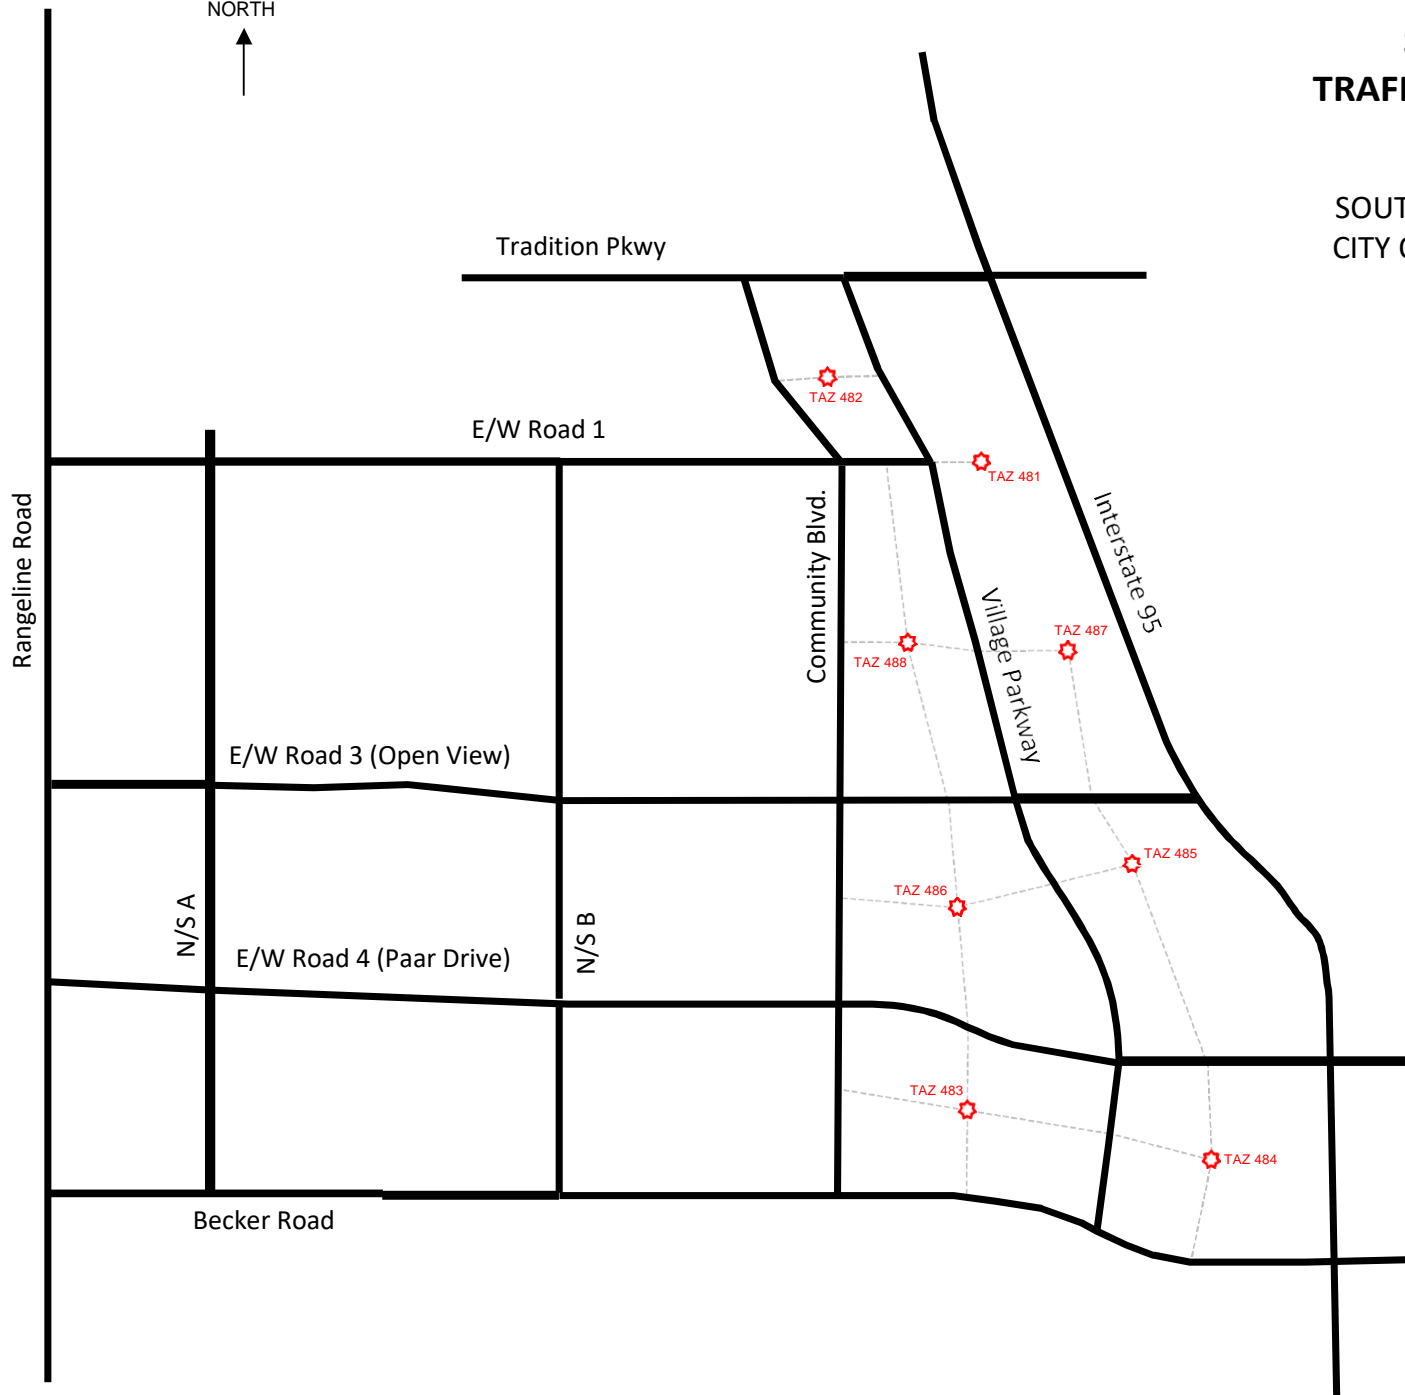 NORTH
TRAFF
SOUT
CITY
Tradition Pkwy
TAZ 482
E/W Road 1
TAZ 481
Rangeline Road
Community Blvd.
Interstate 95
Village Parkway
TAZ 487
TAZ 488
E/W Road 3 (Open View)
TAZ 485
TAZ 486
N/S A
N/S B
E/W Road 4 (Paar Drive)
TAZ 483
TAZ 484
Becker Road